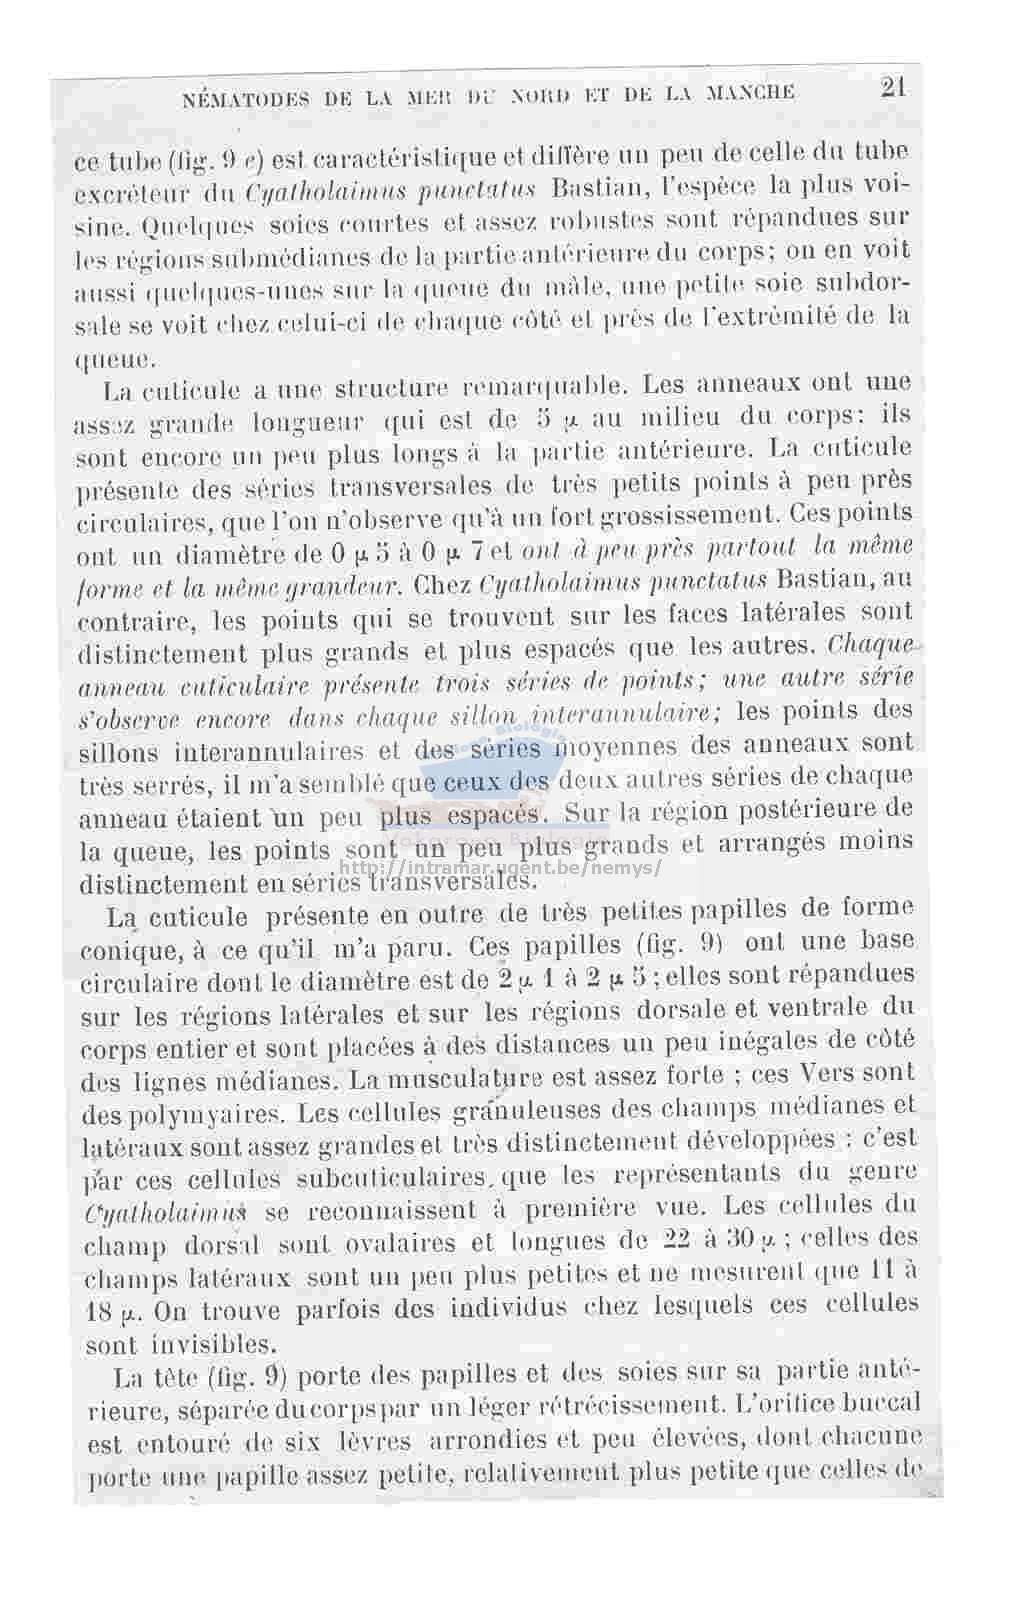 NÉMATODES DE LA MER DU NORD ET DE LA MANCHE 21
ce tube (fig. 9 e) est caractéristique et diffère un peu de celle du tube
excréteur du Cyatholaimus punctatus Bastian, l'espèce la plus voi-
sine. Quelques soies courtes et assez robustes sont répandues sur
les régions submédianes de la partie antérieure du corps; on en voit
aussi quelques-unes sur la queue du mâle, une petite soie subdor-
sale se voit chez celui-ci de chaque côté et près de l'extrémité de la
queue.
La cuticule a une structure remarquable. Les anneaux ont une
assez grande longueur qui est de 5 µ au milieu du corps: ils
sont encore un peu plus longs à la partie antérieure. La cuticule
présente des séries transversales de très petits points à peu près
circulaires, que l'on n'observe qu'à un fort grossissement. Ces points
ont un diamètre de 0 µ 5 à 0 µ 7 et ont à peu près partout la même
forme et la même grandeur. Chez Cyatholaimus punctatus Bastian, au
contraire, les points qui se trouvent sur les faces latérales sont
distinctement plus grands et plus espacés que les autres. Chaque
anneau cuticulaire présente trois séries de points; une autre série
s'observe encore dans chaque sillon interannulaire; les points des
sillons interannulaires et des séries moyennes des anneaux sont
très serrés, il m'a semblé que ceux des deux autres séries de chaque
anneau étaient un peu plus espacés. Sur la région postérieure de
la queue, les points sont un peu plus grands et arrangés moins
http://intramar.ugent.be/nemys/
distinctement en séries transversales.
La cuticule présente en outre de très petites papilles de forme
conique, à ce qu'il m'a paru. Ces papilles (fig. 9) ont une base
circulaire dont le diamètre est de 2 µ 1 à 2 µ 5 ; elles sont répandues
sur les régions latérales et sur les régions dorsale et ventrale du
corps entier et sont placées à des distances un peu inégales de côté
des lignes médianes. La musculature est assez forte ; ces Vers sont
des polymyaires. Les cellules granuleuses des champs médianes et
latéraux sont assez grandes et très distinctement développées : c'est
par ces cellules subcuticulaires, que les représentants du genre
Cyatholaimus se reconnaissent à première vue. Les cellules du
champ dorsal sont ovalaires et longues de 22 à 30 µ ; celles des
champs latéraux sont un peu plus petites et ne mesurent que 11 à
18 µ. On trouve parfois des individus chez lesquels ces cellules
sont invisibles.
La tête (fig. 9) porte des papilles et des soies sur sa partie anté-
rieure, séparée du corps par un léger rétrécissement. L'orifice buccal
est entouré de six lèvres arrondies et peu élevées, dont chacune
porte une papille assez petite, relativement plus petite que celles de